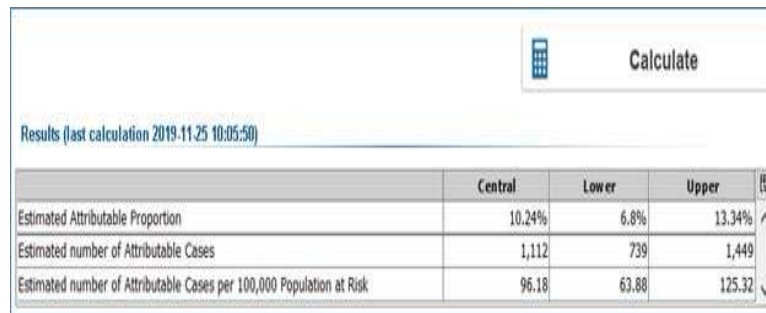 Calculate
Results (last calculation 2019-11-25 10:05:50)
Central Lower Upper
Estimated Attributable Proportion 10.24% 6.8% 13.34%
Estimated number of Attributable Cases 1,112 739 1,449
Estimated number of Attributable Cases per 100,000 Population at Risk 96.18 63.88 125.32